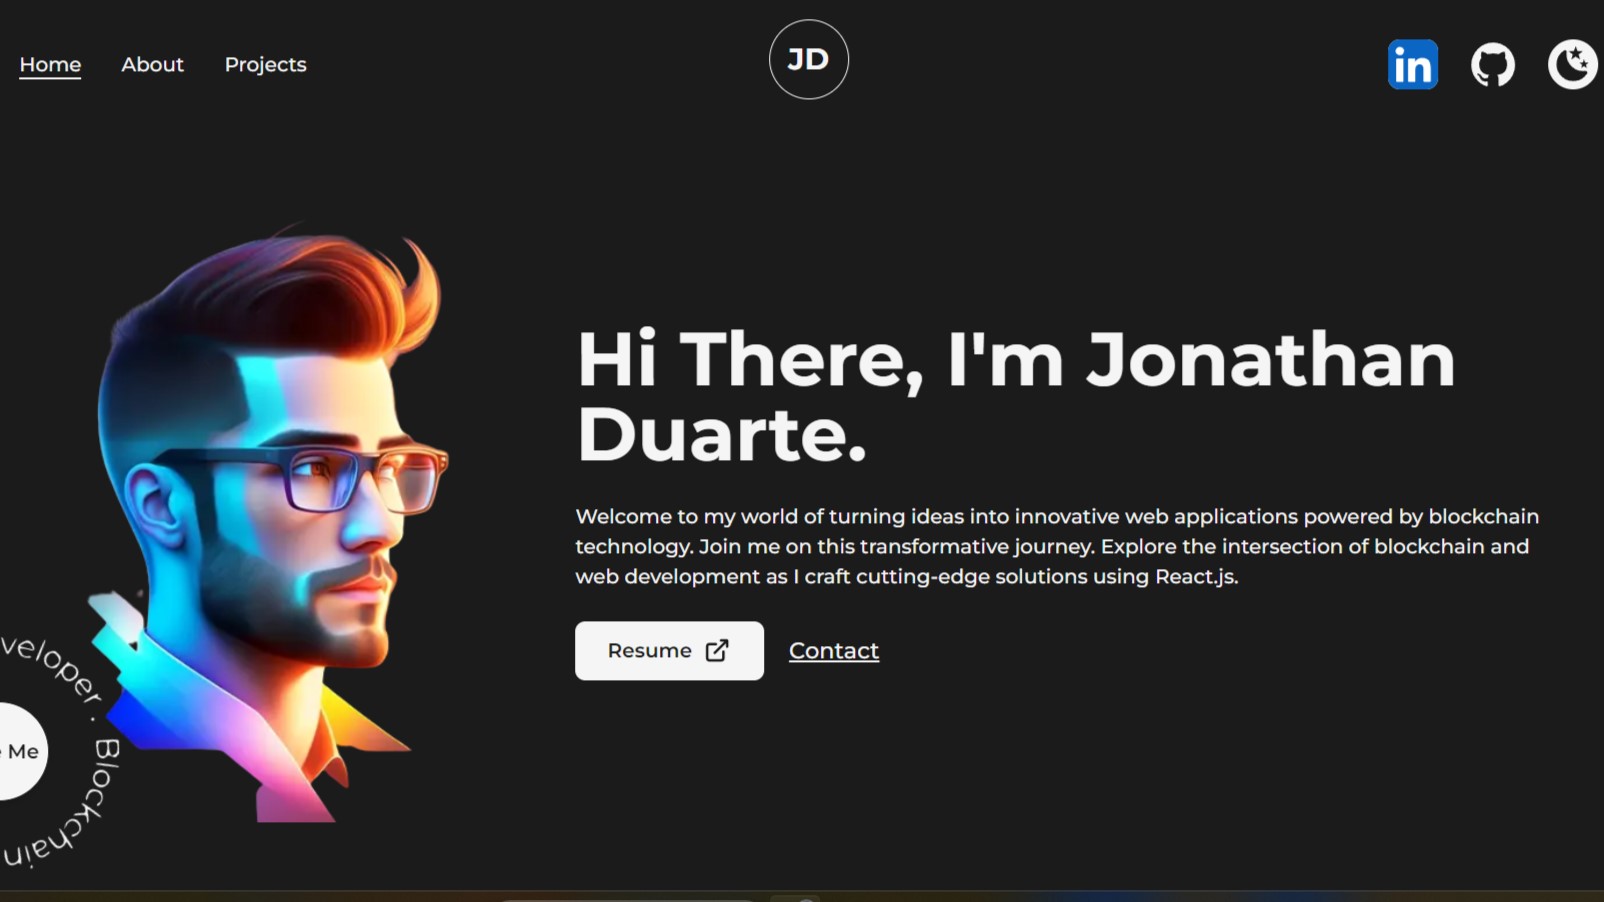 Home About Projects
JD
in
Hi There, I'm Jonathan
Duarte.
Welcome to my world of turning ideas into innovative web applications powered by blockchain
technology. Join me on this transformative journey. Explore the intersection of blockchain and
web development as I craft cutting-edge solutions using React.js.
Resume Contact
veloper · Blockchain
Me